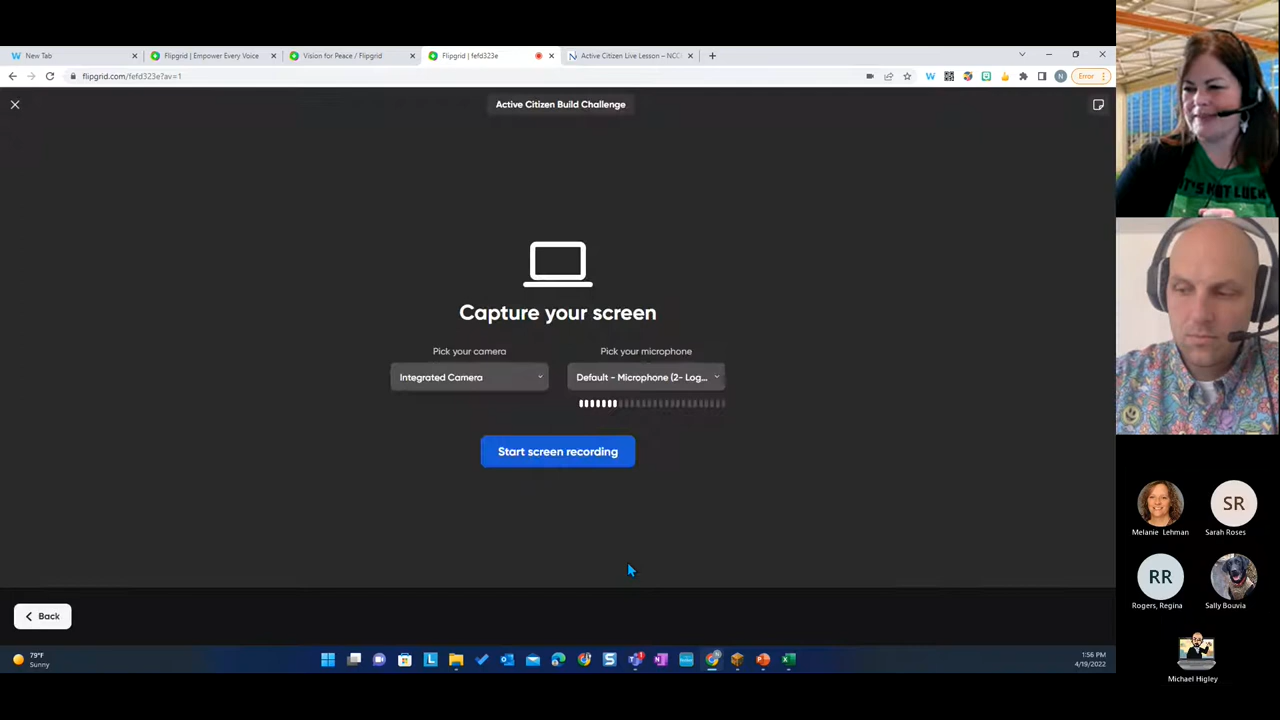 New Tab
Flipgrid | Empower Every Voice
Vision for Peace / Flipgrid
Flipgrid | fefd323e
Active Citizen Live Lesson – NCC
flipgrid.com/fefd323e?av=1
N
Error
Active Citizen Build Challenge
Capture your screen
Pick your camera
Pick your microphone
Integrated Camera
Default - Microphone (2- Log...
Start screen recording
Back
79°F
Sunny
1:56 PM
4/19/2022
SR
Melanie Lehman
Sarah Roses
RR
Rogers, Regina
Sally Bouvia
Michael Higley